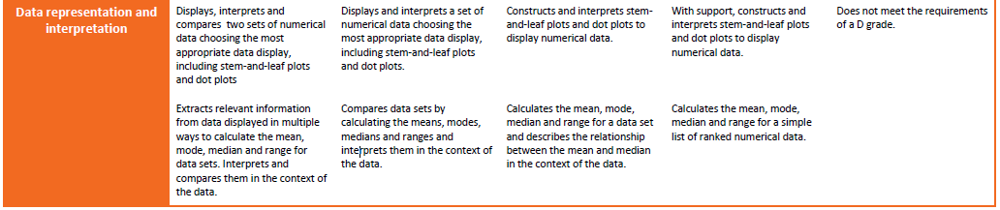 Data representation and
interpretation
Displays, interprets and
compares two sets of numerical
data choosing the most
appropriate data display,
including stem-and-leaf plots
and dot plots
Extracts relevant information
from data displayed in multiple
ways to calculate the mean,
mode, median and range for
data sets. Interprets and
compares them in the context of
the data.
Displays and interprets a set of
numerical data choosing the
most appropriate data display,
including stem-and-leaf plots
and dot plots.
Compares data sets by
calculating the means, modes,
medians and ranges and
interprets them in the context of
the data.
Constructs and interprets stem-
and-leaf plots and dot plots to
display numerical data.
Calculates the mean, mode,
median and range for a data set
and describes the relationship
between the mean and median
in the context of the data.
With support, constructs and
interprets stem-and-leaf plots
and dot plots to display
numerical data.
Calculates the mean, mode,
median and range for a simple
list of ranked numerical data.
Does not meet the requirements
of a D grade.